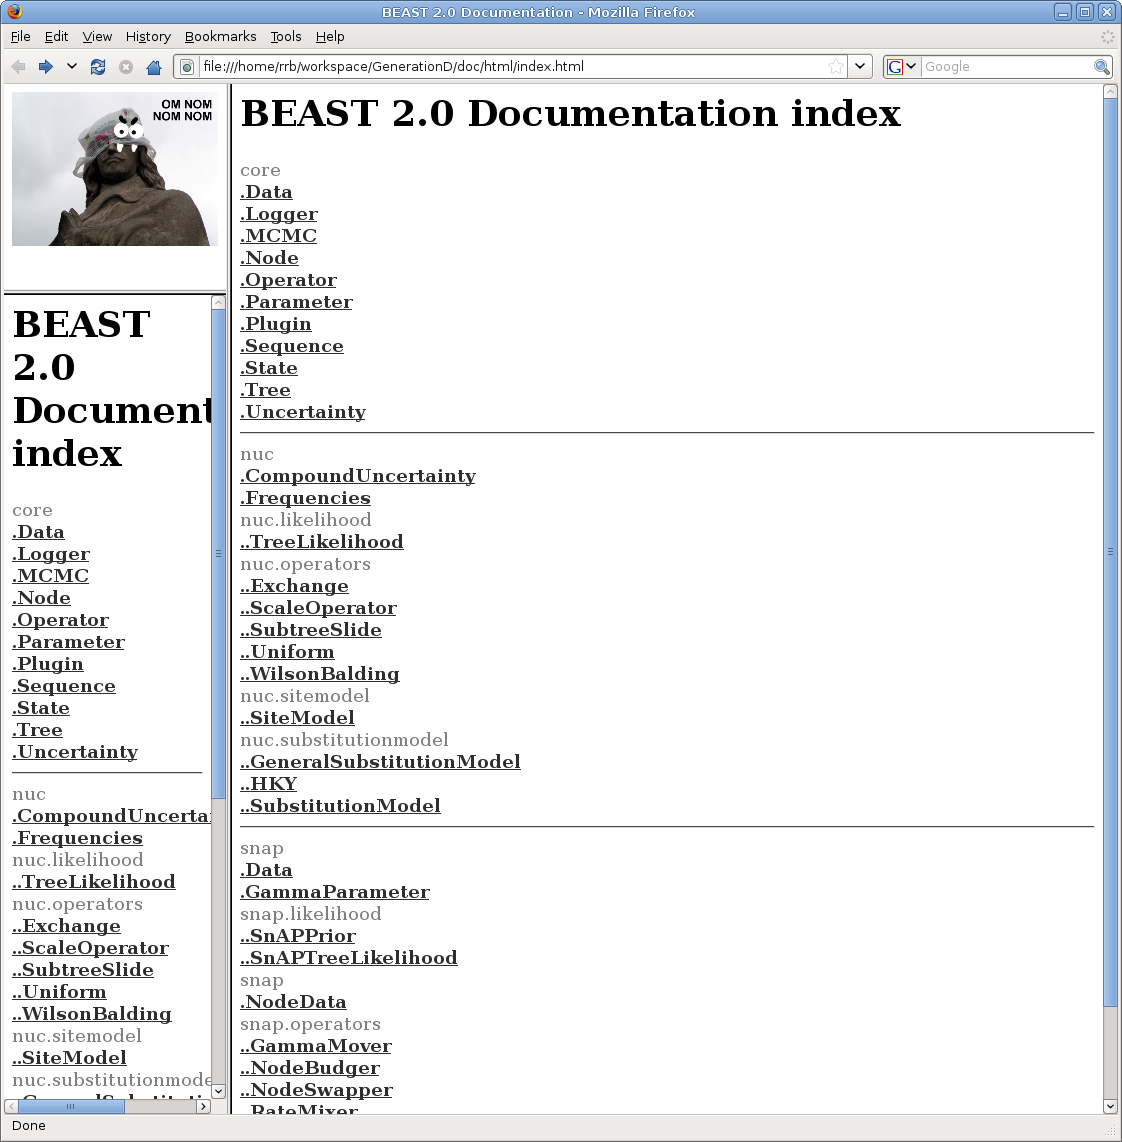 BEAST 2.0 Documentation - Mozilla Firefox
File Edit View History Bookmarks Tools Help
file:///home/rrb/workspace/GenerationD/doc/html/index.html
G Google
OM NOM
NOM NOM
BEAST
2.0
Document
index
core
.Data
.Logger
.MCMC
.Node
.Operator
.Parameter
.Plugin
.Sequence
.State
.Tree
.Uncertainty
nuc
.CompoundUncertai
.Frequencies
nuc.likelihood
..TreeLikelihood
nuc.operators
..Exchange
..ScaleOperator
..SubtreeSlide
..Uniform
..WilsonBalding
nuc.sitemodel
..SiteModel
nuc.substitutionmode
BEAST 2.0 Documentation index
core
.Data
.Logger
.MCMC
.Node
.Operator
.Parameter
.Plugin
.Sequence
.State
.Tree
.Uncertainty
nuc
.CompoundUncertainty
.Frequencies
nuc.likelihood
..TreeLikelihood
nuc.operators
..Exchange
..ScaleOperator
..SubtreeSlide
..Uniform
..WilsonBalding
nuc.sitemodel
..SiteModel
nuc.substitutionmodel
..GeneralSubstitutionModel
..HKY
..SubstitutionModel
snap
.Data
.GammaParameter
snap.likelihood
..SnAPPrior
..SnAPTreeLikelihood
snap
.NodeData
snap.operators
..GammaMover
..NodeBudger
..NodeSwapper
..RateMixer
Done